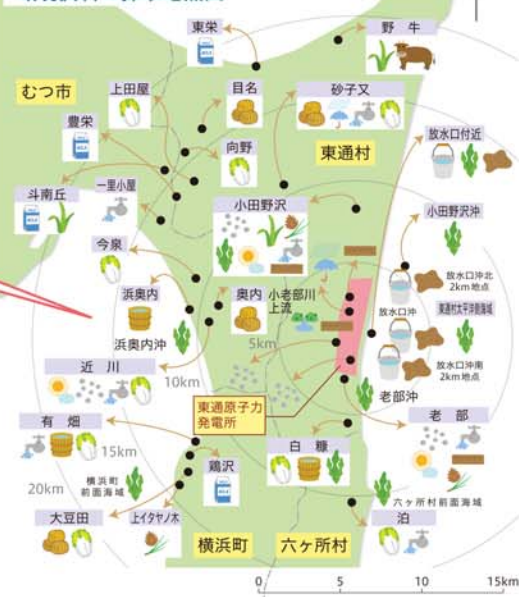 東栄
野 牛
むつ市
上田屋
目名
砂子又
豊栄
放水口付近
向野
東通村
斗南丘
一里小屋
小田野沢
小田野沢沖
今泉
浜奥内
奥内
小老部川
上流
放水口沖北
2km地点
東通村太平洋側海域
放水口沖
浜奥内沖
5km
放水口沖南
2km地点
近 川
10km
老部沖
東通原子力
発電所
老 部
有 畑
15km
白 糠
鶏沢
20km
横浜町
前面海域
六ヶ所村前面海域
大豆田
上イタヤノ木
泊
横浜町
六ヶ所村
0
5
10
15km